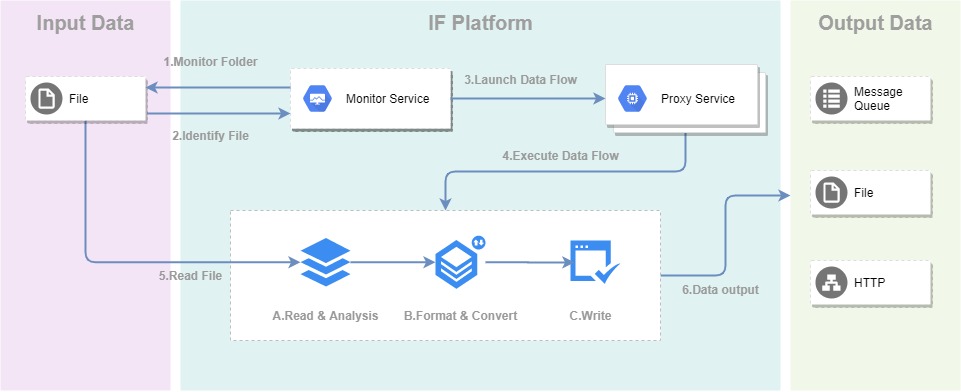 Input Data
IF Platform
Output Data
1.Monitor Folder
File
2.Identify File
Monitor Service
3.Launch Data Flow
Proxy Service
4.Execute Data Flow
5.Read File
A.Read & Analysis
B.Format & Convert
C.Write
6.Data output
Message
Queue
File
HTTP